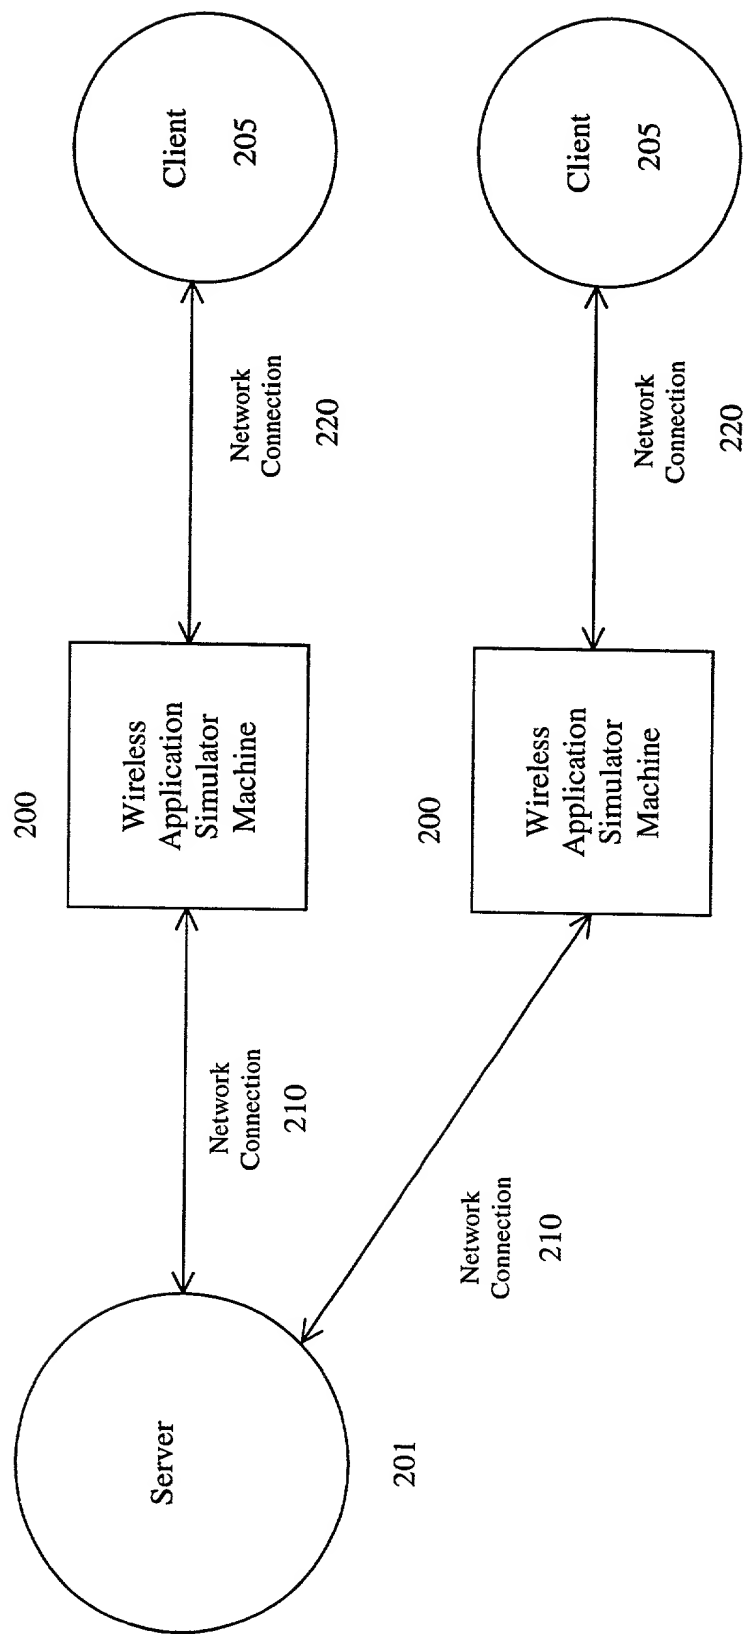 Client
205
Network
Connection
220
200
Wireless
Application
Simulator
Machine
Network
Connection
210
Server
201
Client
205
Network
Connection
220
200
Wireless
Application
Simulator
Machine
Network
Connection
210